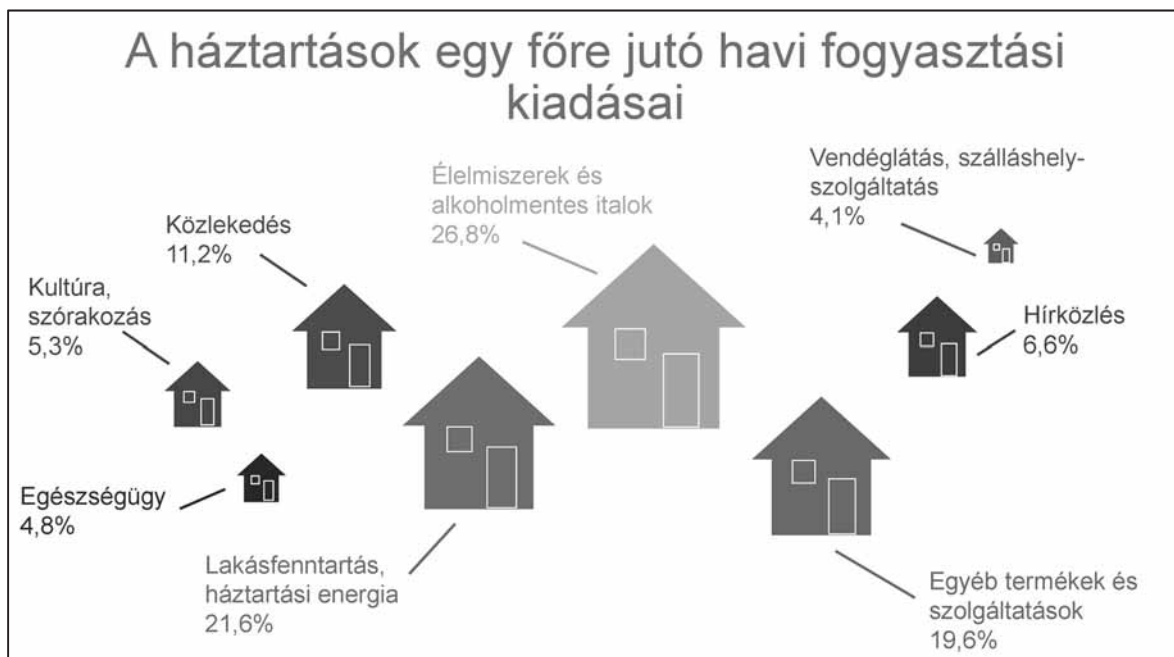 A háztartások egy főre jutó havi fogyasztási
kiadásai
Élelmiszerek és
alkoholmentes italok
26,8%
Vendéglátás, szálláshely-
szolgáltatás
4,1%
Közlekedés
11,2%
Kultúra,
szórakozás
5,3%
Hírközlés
6,6%
Egészségügy
4,8%
Lakásfenntartás,
háztartási energia
21,6%
Egyéb termékek és
szolgáltatások
19,6%